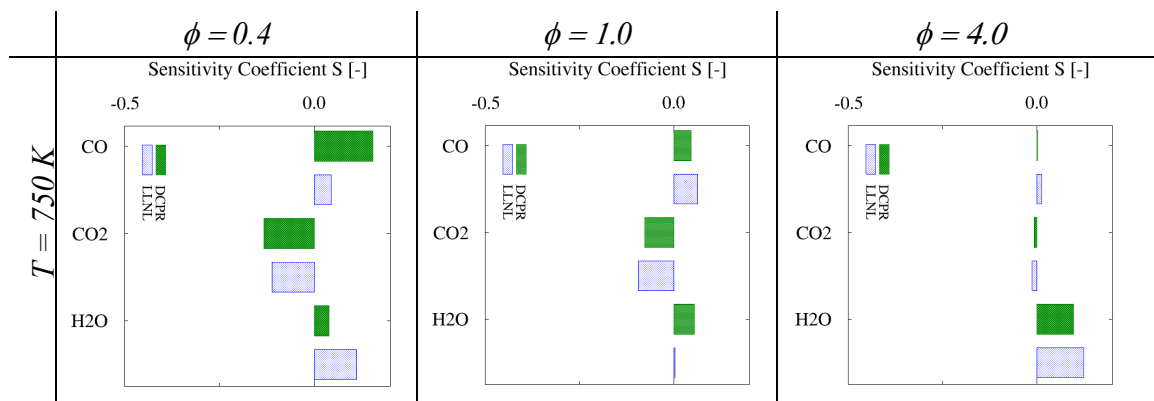 ϕ = 0.4
ϕ = 1.0
ϕ = 4.0
T = 750 K
Sensitivity Coefficient S [-]
-0.5 0.0
CO
CO2
H2O
DCPR
LLNL
Sensitivity Coefficient S [-]
-0.5 0.0
CO
CO2
H2O
DCPR
LLNL
Sensitivity Coefficient S [-]
-0.5 0.0
CO
CO2
H2O
DCPR
LLNL